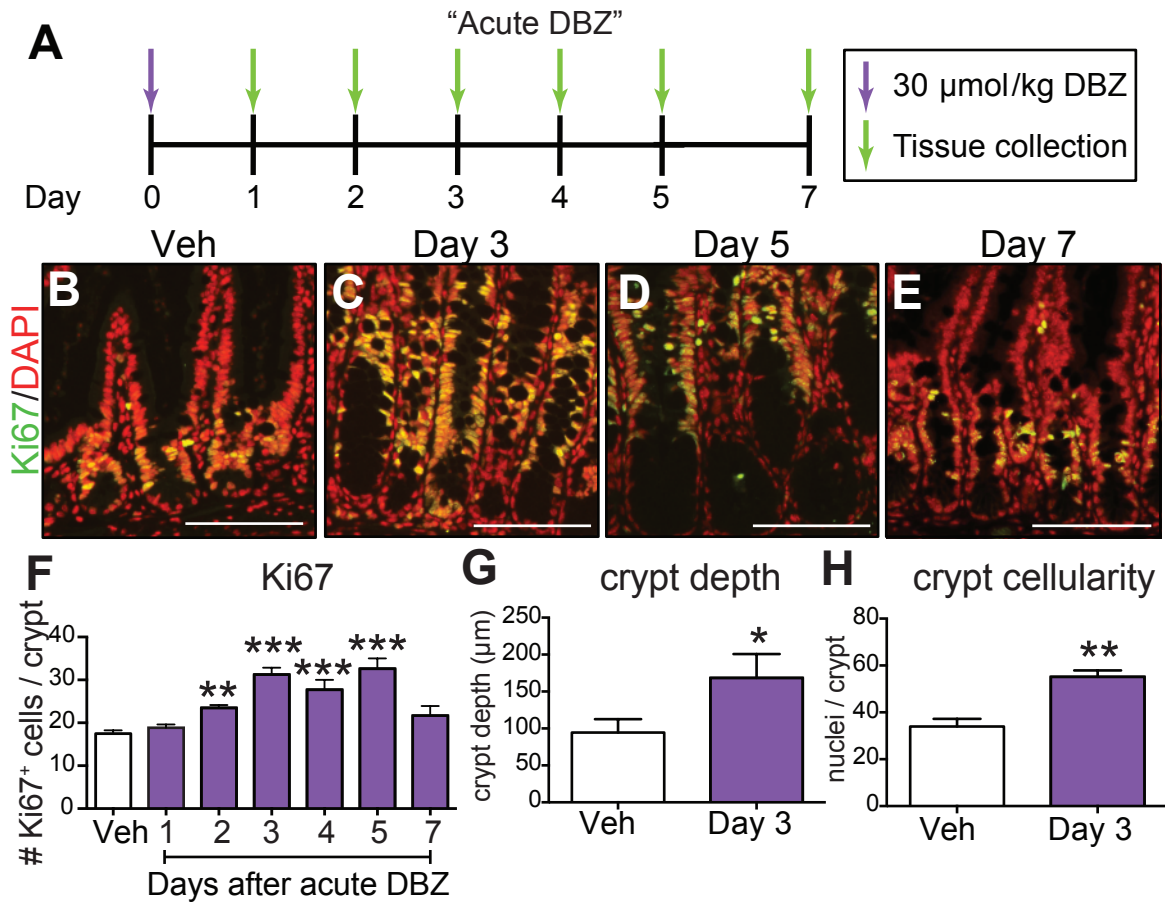 A
“Acute DBZ”
30 µmol/kg DBZ
Tissue collection
Day 0 1 2 3 4 5 7
Veh Day 3 Day 5 Day 7
Ki67/DAPI
B C D E
F
Ki67
# Ki67⁺ cells / crypt
40
30
20
10
0
*** *** ** ***
Veh 1 2 3 4 5 7
Days after acute DBZ
G
crypt depth
crypt depth (µm)
250
200
150
100
50
0
*
Veh Day 3
H
crypt cellularity
nuclei / crypt
80
60
40
20
0
**
Veh Day 3